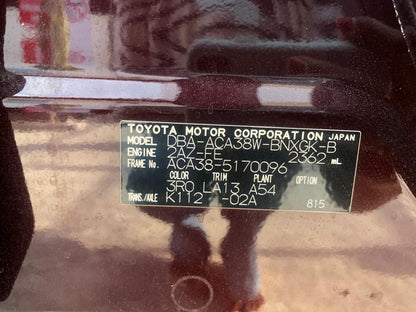 TOYOTA MOTOR CORPORATION JAPAN
MODEL DBA-ACA38W-BNXGK-B
ENGINE 2AZ-FE 2362 mL
FRAME NO. ACA38-5170096
COLOR TRIM PLANT OPTION
3R0 LA13 A54
TRANS./AXLE K112 -02A 815